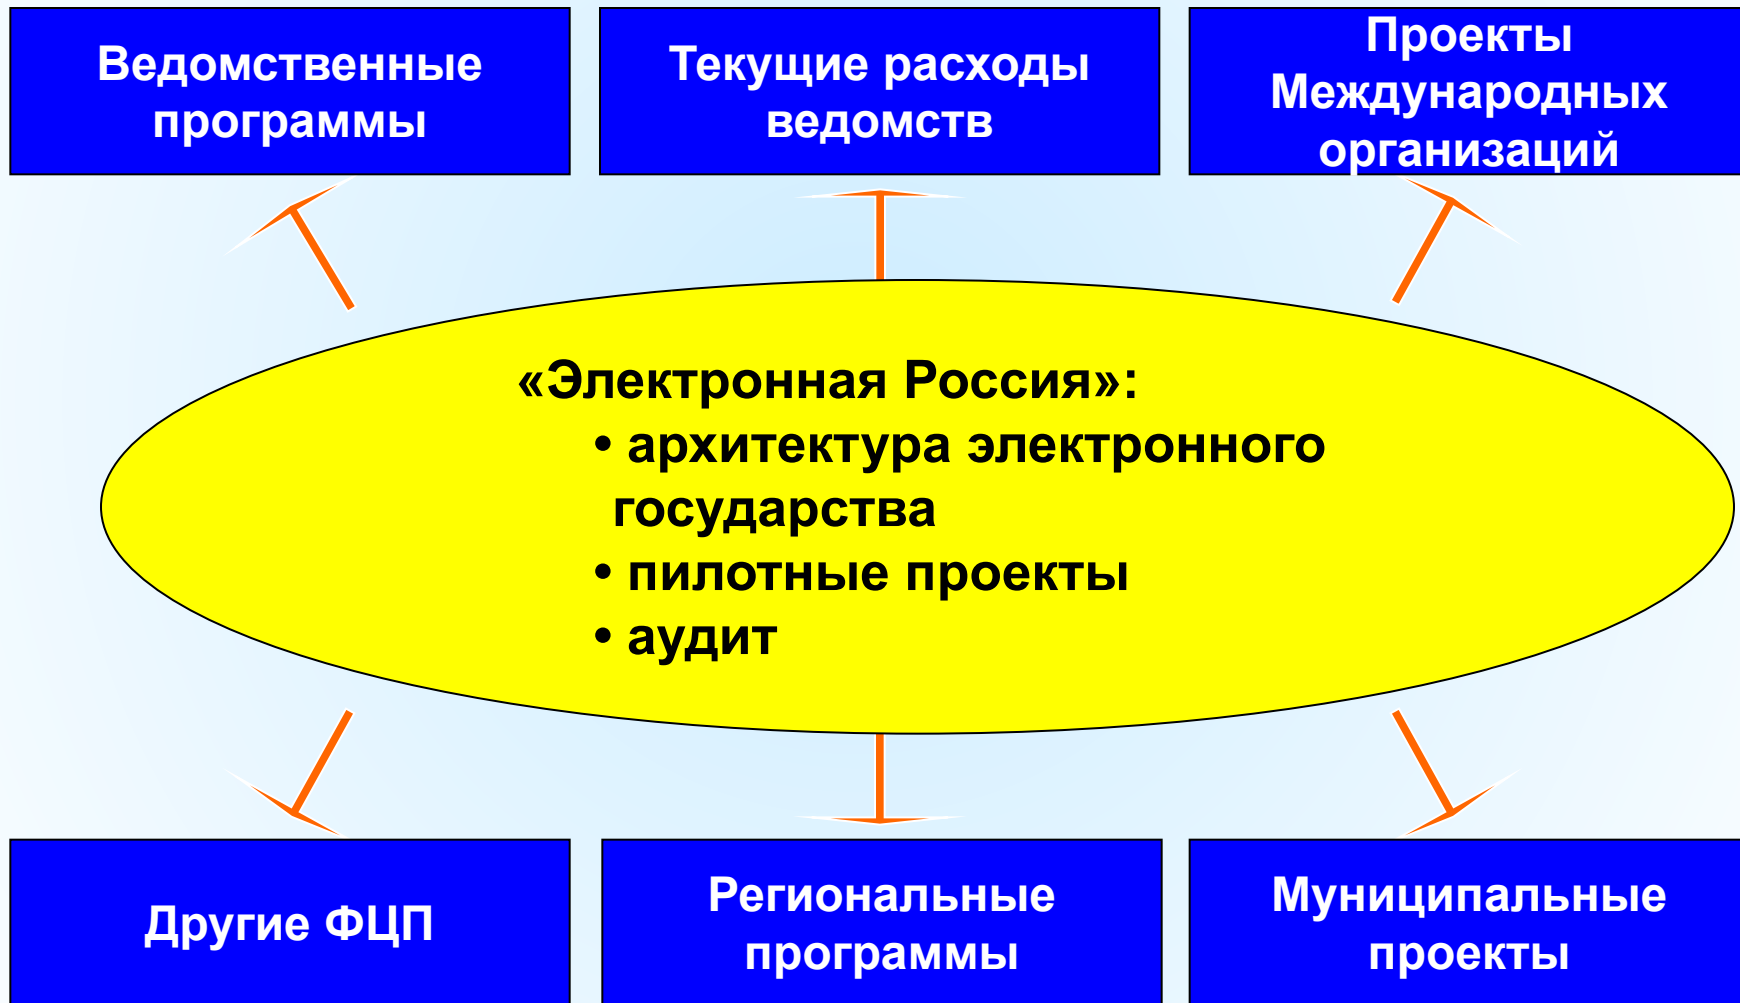 Ведомственные
программы
Текущие расходы
ведомств
Проекты
Международных
организаций
«Электронная Россия»:
• архитектура электронного
государства
• пилотные проекты
• аудит
Другие ФЦП
Региональные
программы
Муниципальные
проекты